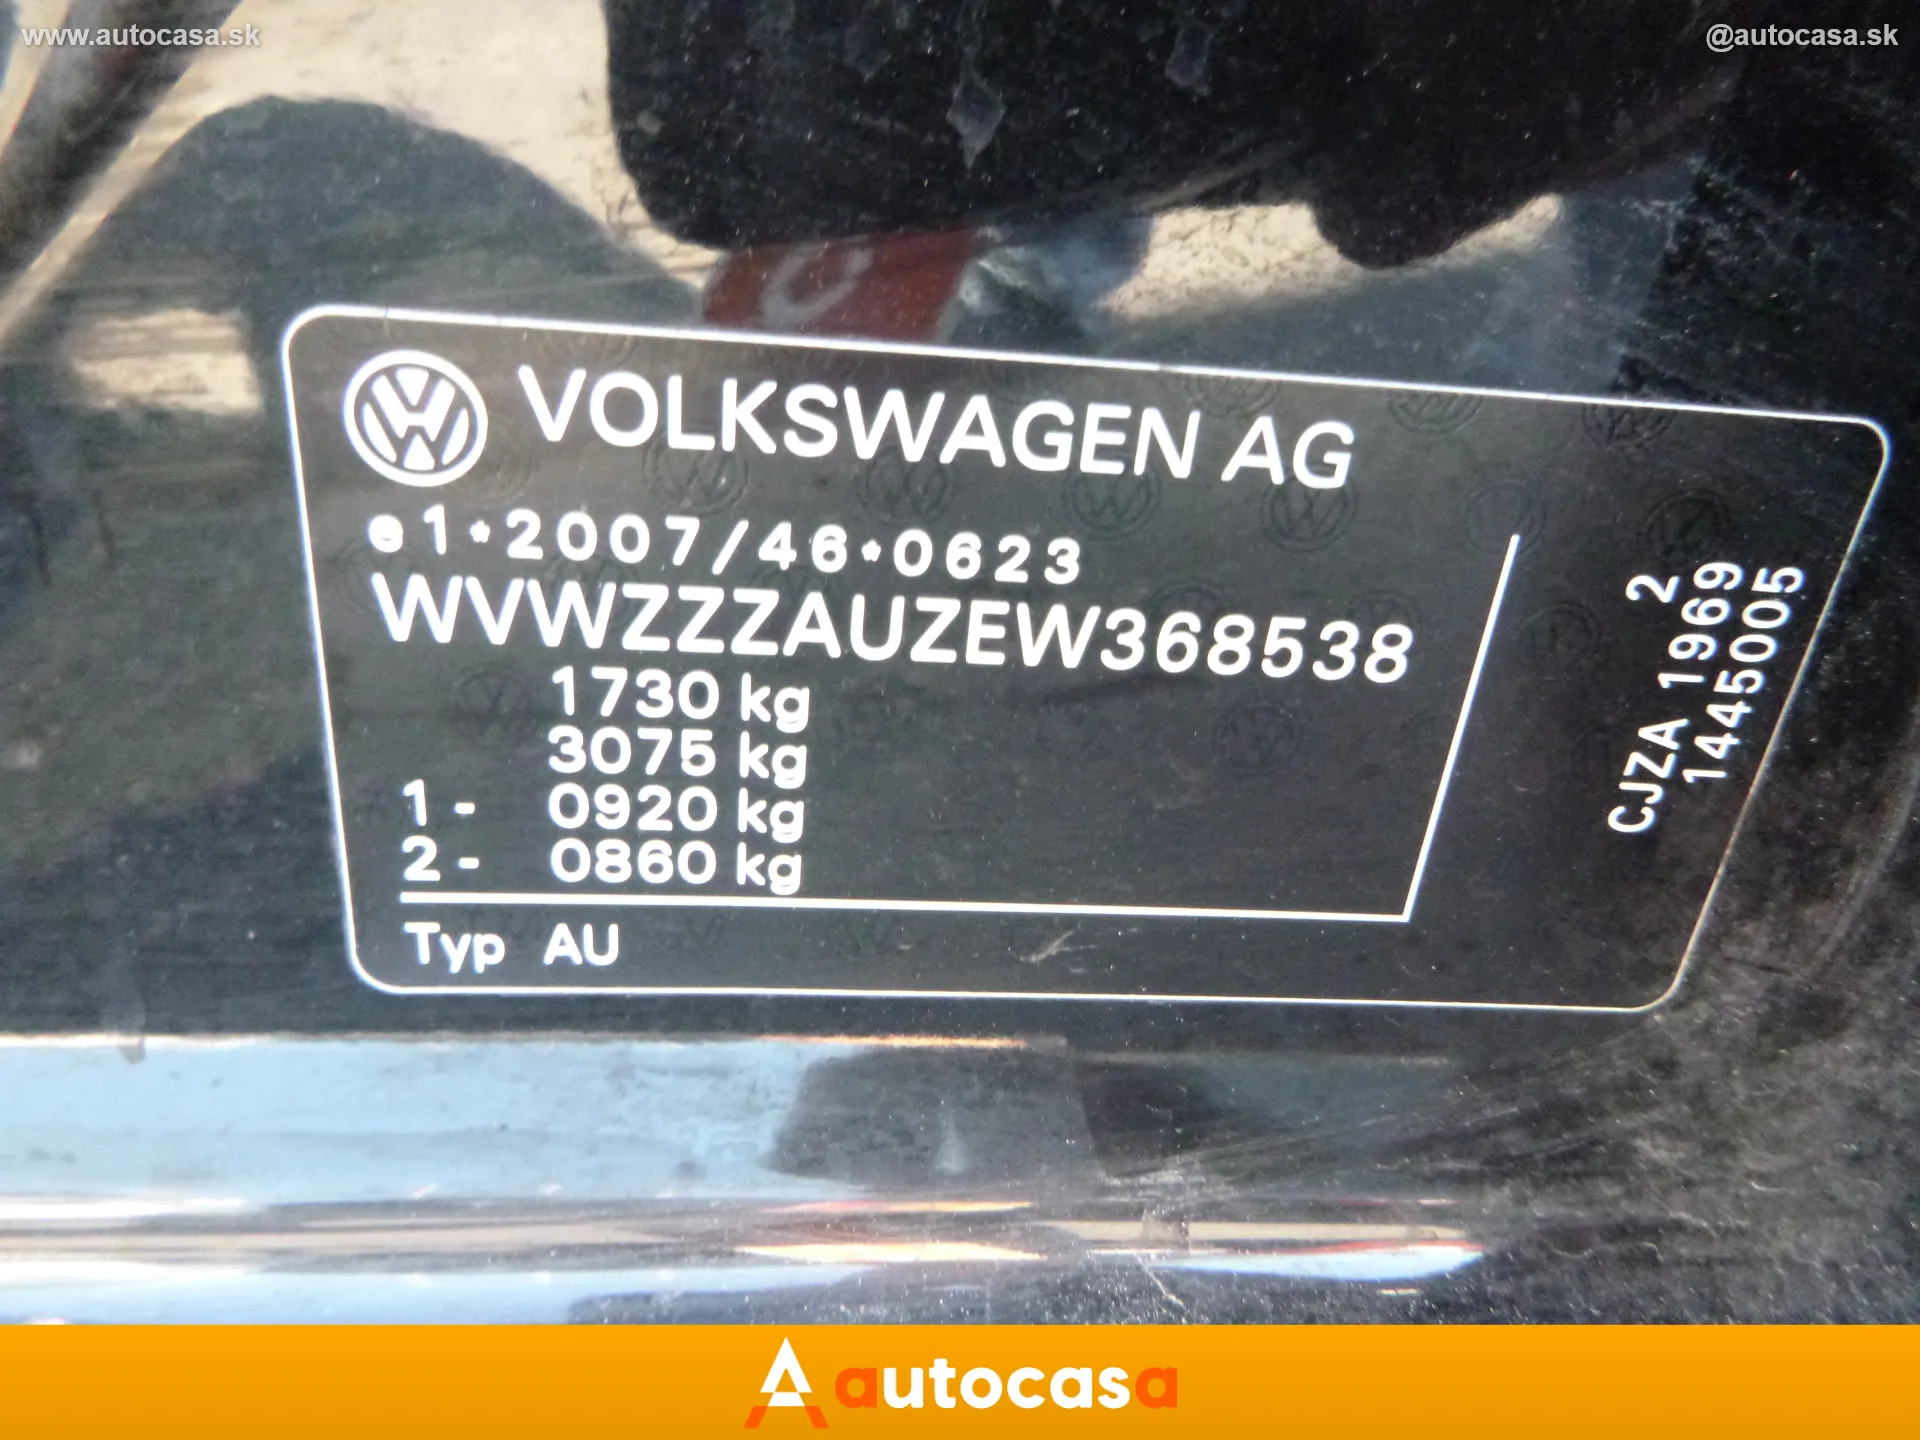 www.autocasa.sk
@autocasa.sk
VOLKSWAGEN AG
e1*2007/46*0623
WVWZZZAUZEW368538
1730 kg
3075 kg
1- 0920 kg
2- 0860 kg
Typ AU
2
CJZA 1969
1445005
autocasa